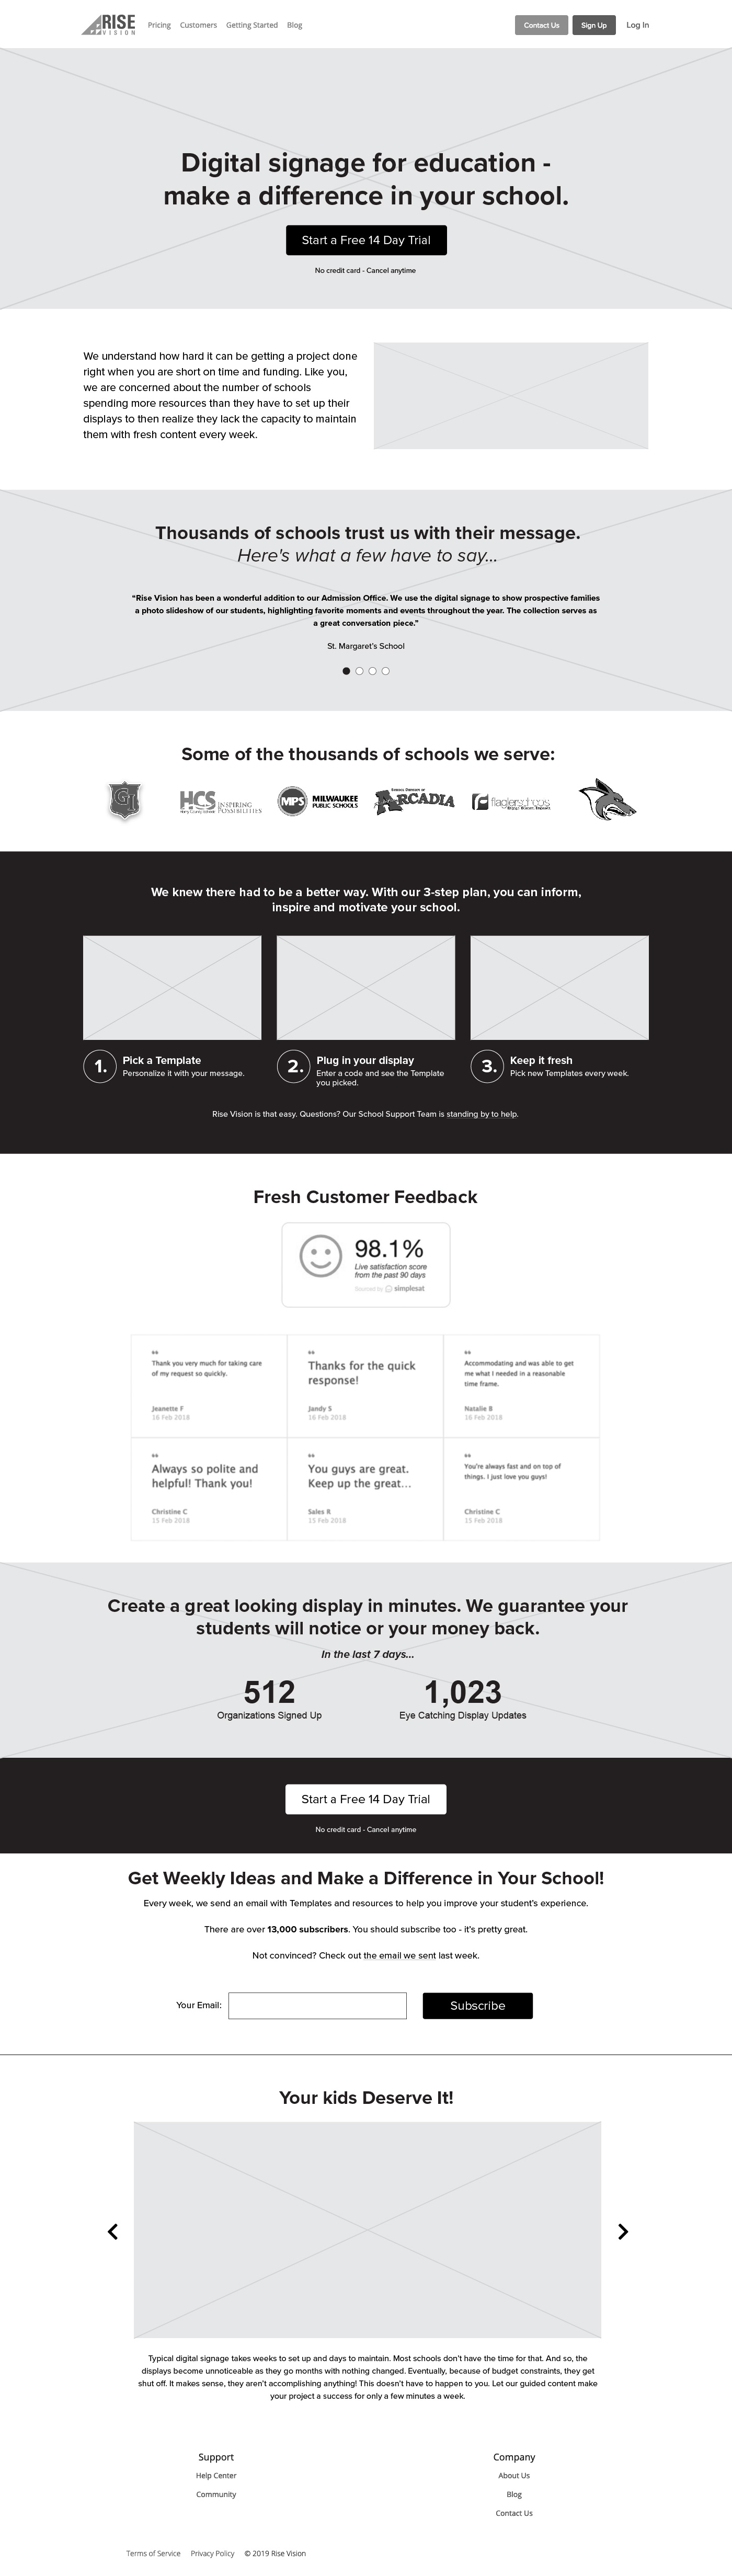 RISE
VISION
Pricing
Customers
Getting Started
Blog
Contact Us
Sign Up
Log In
Digital signage for education -
make a difference in your school.
Start a Free 14 Day Trial
No credit card - Cancel anytime
We understand how hard it can be getting a project done
right when you are short on time and funding. Like you,
we are concerned about the number of schools
spending more resources than they have to set up their
displays to then realize they lack the capacity to maintain
them with fresh content every week.
Thousands of schools trust us with their message.
Here's what a few have to say...
“Rise Vision has been a wonderful addition to our Admission Office. We use the digital signage to show prospective families
a photo slideshow of our students, highlighting favorite moments and events throughout the year. The collection serves as
a great conversation piece.”
St. Margaret’s School
Some of the thousands of schools we serve:
GI
HCS INSPIRING
POSSIBILITIES
MPS
MILWAUKEE
PUBLIC SCHOOLS
ARCADIA
flaglerschools
We knew there had to be a better way. With our 3-step plan, you can inform,
inspire and motivate your school.
1.
Pick a Template
Personalize it with your message.
2.
Plug in your display
Enter a code and see the Template
you picked.
3.
Keep it fresh
Pick new Templates every week.
Rise Vision is that easy. Questions? Our School Support Team is standing by to help.
Fresh Customer Feedback
98.1%
Live satisfaction score
from the past 90 days
simplesat
“
Thank you very much for taking care
of my request so quickly.
Jeanette F
16 Feb 2018
“
Thanks for the quick
response!
Jandy S
16 Feb 2018
“
Accommodating and was able to get
me what I needed in a reasonable
time frame.
Natalie B
16 Feb 2018
“
Always so polite and
helpful! Thank you!
Christine C
15 Feb 2018
“
You guys are great.
Keep up the great...
Sales R
15 Feb 2018
“
You're always fast and on top of
things. I just love you guys!
Christine C
15 Feb 2018
Create a great looking display in minutes. We guarantee your
students will notice or your money back.
In the last 7 days...
512
Organizations Signed Up
1,023
Eye Catching Display Updates
Start a Free 14 Day Trial
No credit card - Cancel anytime
Get Weekly Ideas and Make a Difference in Your School!
Every week, we send an email with Templates and resources to help you improve your student’s experience.
There are over 13,000 subscribers. You should subscribe too - it’s pretty great.
Not convinced? Check out the email we sent last week.
Your Email:
Subscribe
Your kids Deserve It!
Typical digital signage takes weeks to set up and days to maintain. Most schools don’t have the time for that. And so, the
displays become unnoticeable as they go months with nothing changed. Eventually, because of budget constraints, they get
shut off. It makes sense, they aren’t accomplishing anything! This doesn’t have to happen to you. Let our guided content make
your project a success for only a few minutes a week.
Support
Help Center
Community
Company
About Us
Blog
Contact Us
Terms of Service
Privacy Policy
© 2019 Rise Vision